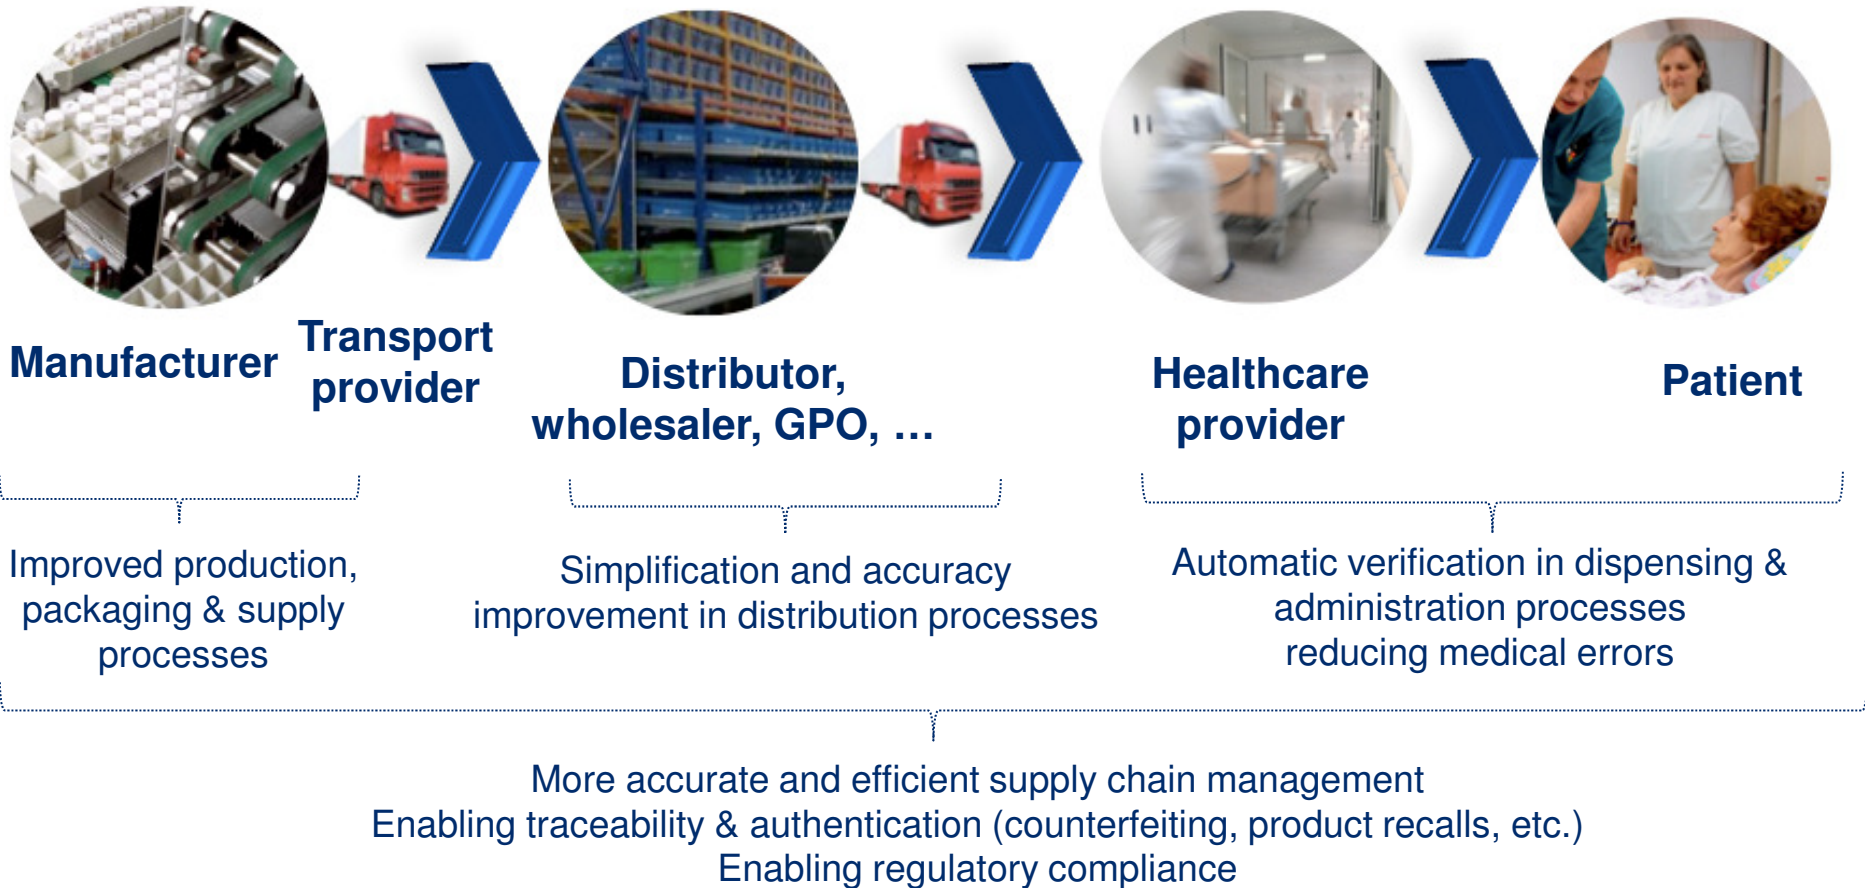 Manufacturer
Transport
provider
Distributor,
wholesaler, GPO, …
Healthcare
provider
Patient
Improved production,
packaging & supply
processes
Simplification and accuracy
improvement in distribution processes
Automatic verification in dispensing &
administration processes
reducing medical errors
More accurate and efficient supply chain management
Enabling traceability & authentication (counterfeiting, product recalls, etc.)
Enabling regulatory compliance